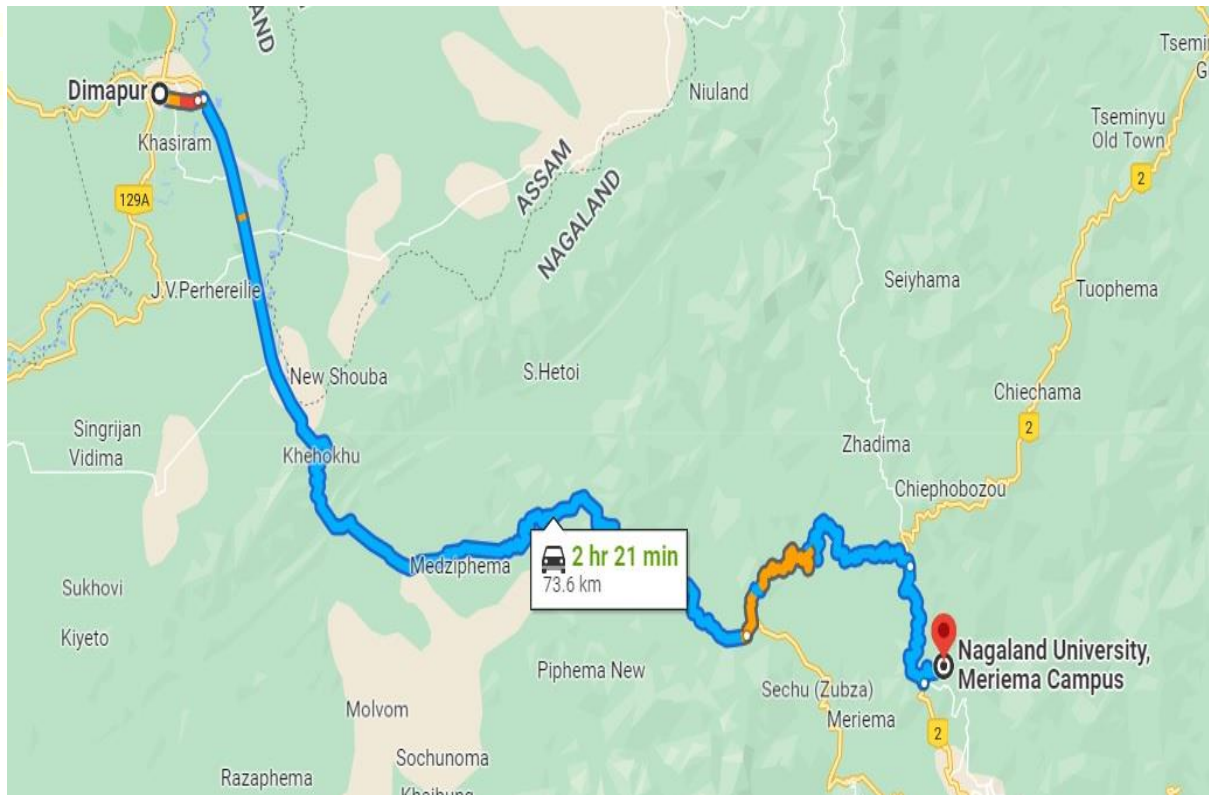 LAND
Tsemi
G
Dimapur
Niuland
Khasiram
Tseminyu
Old Town
ASSAM
NAGALAND
2
129A
Seiyhama
J.V.Perhereilie
Tuophema
New Shouba
S.Hetoi
Chiechama
2
Singrijan
Vidima
Khehokhu
Zhadima
Chiephobozou
2 hr 21 min
73.6 km
Medziphema
Sukhovi
Kiyeto
Nagaland University,
Meriema Campus
Piphema New
Sechu (Zubza)
Meriema
Molvom
2
Sochunoma
Razaphema